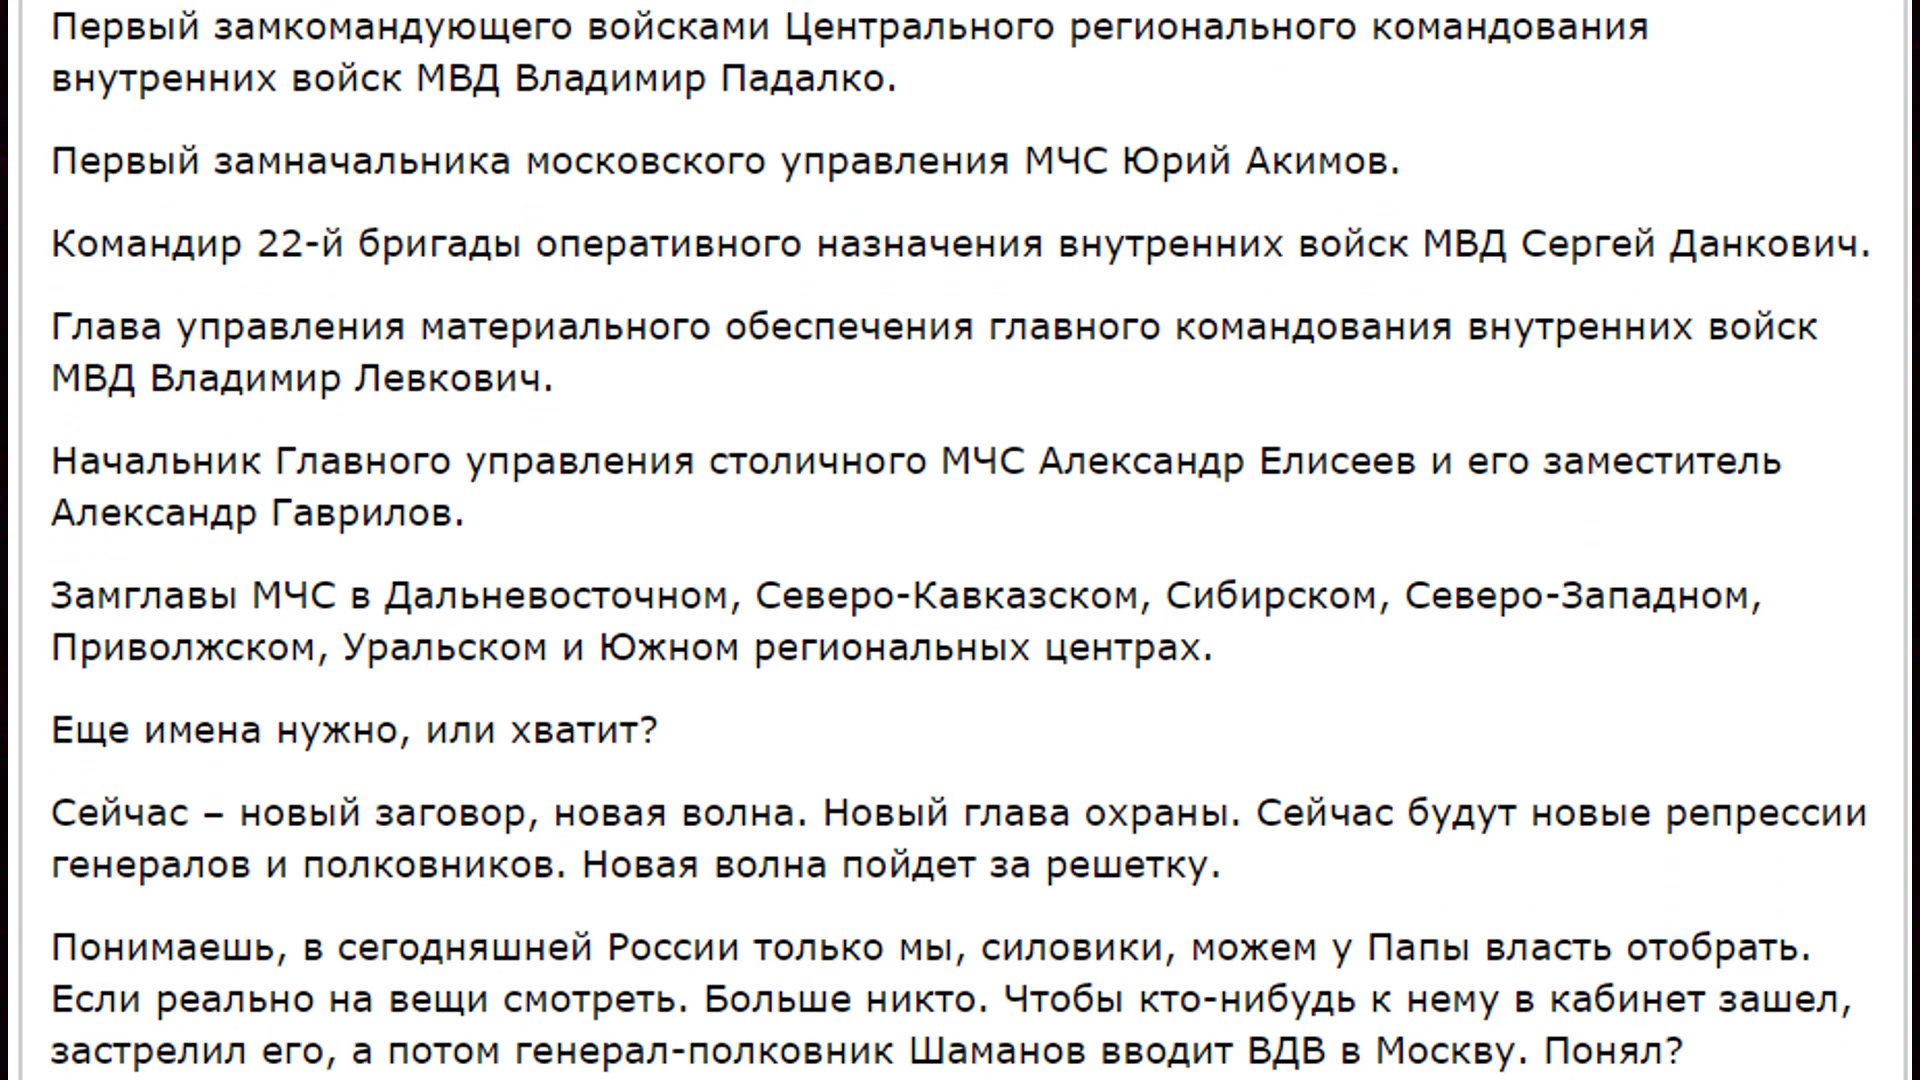 Первый замкомандующего войсками Центрального регионального командования
внутренних войск МВД Владимир Падалко.
Первый замначальника московского управления МЧС Юрий Акимов.
Командир 22-й бригады оперативного назначения внутренних войск МВД Сергей Данкович.
Глава управления материального обеспечения главного командования внутренних войск
МВД Владимир Левкович.
Начальник Главного управления столичного МЧС Александр Елисеев и его заместитель
Александр Гаврилов.
Замглавы МЧС в Дальневосточном, Северо-Кавказском, Сибирском, Северо-Западном,
Приволжском, Уральском и Южном региональных центрах.
Еще имена нужно, или хватит?
Сейчас – новый заговор, новая волна. Новый глава охраны. Сейчас будут новые репрессии
генералов и полковников. Новая волна пойдет за решетку.
Понимаешь, в сегодняшней России только мы, силовики, можем у Папы власть отобрать.
Если реально на вещи смотреть. Больше никто. Чтобы кто-нибудь к нему в кабинет зашел,
застрелил его, а потом генерал-полковник Шаманов вводит ВДВ в Москву. Понял?